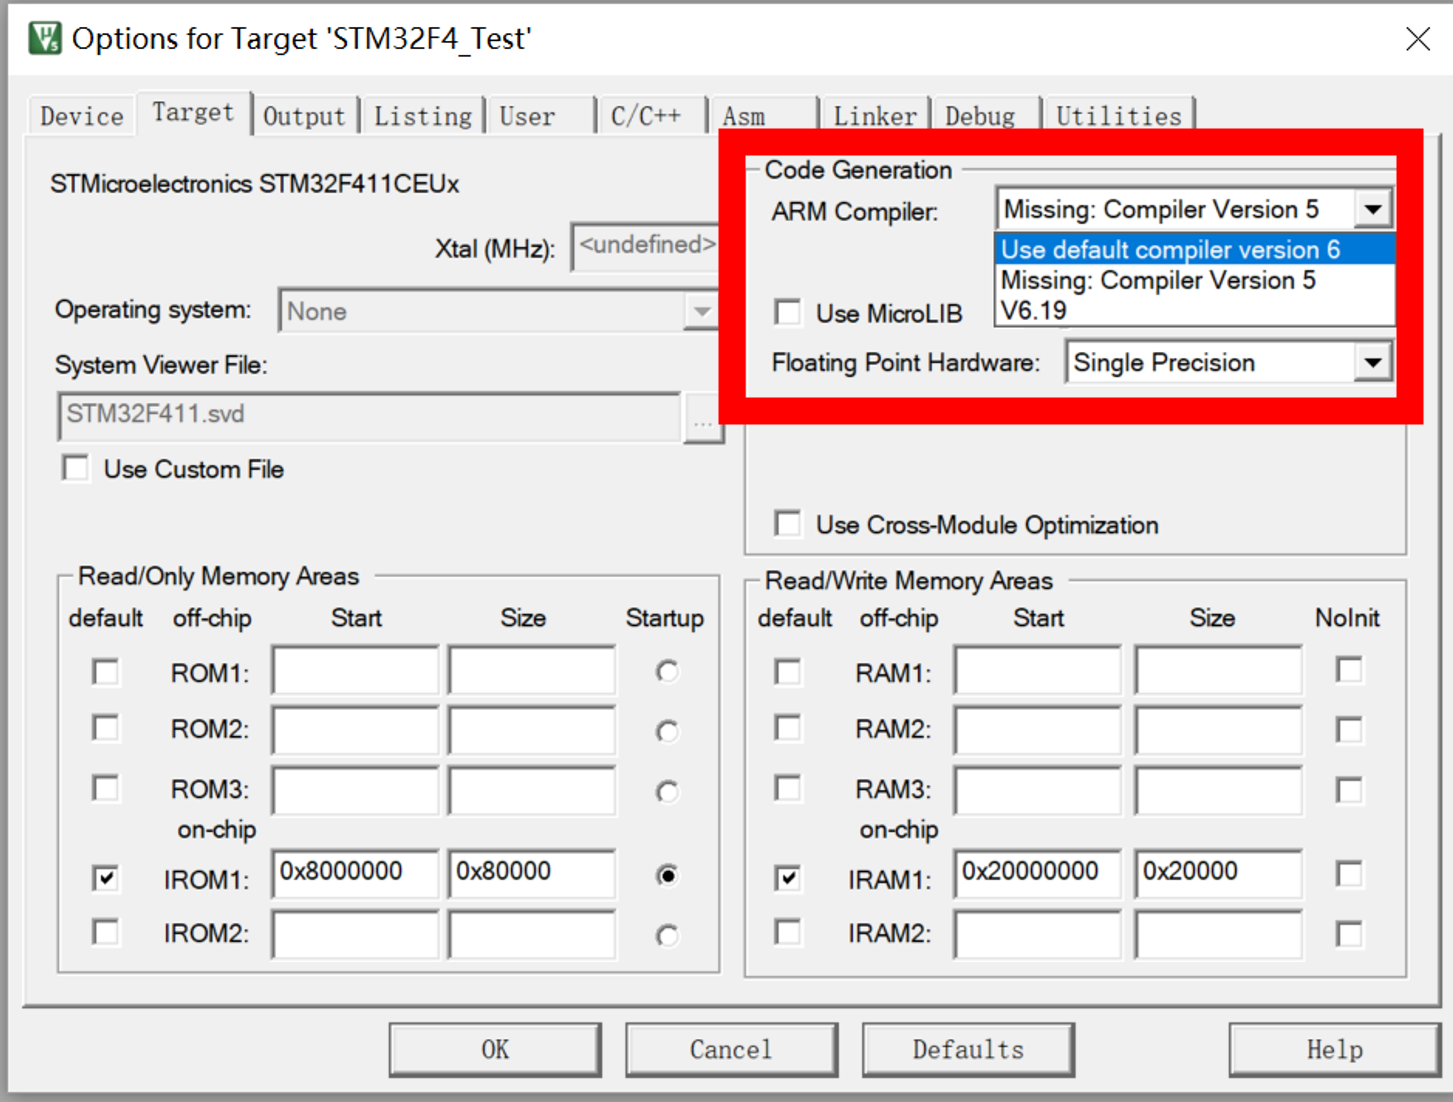 Options for Target 'STM32F4_Test'
Device Target Output Listing User C/C++ Asm Linker Debug Utilities
STMicroelectronics STM32F411CEUx
Xtal (MHz): <undefined>
Operating system: None
System Viewer File:
STM32F411.svd ...
Use Custom File
Code Generation
ARM Compiler: Missing: Compiler Version 5
Use default compiler version 6
Missing: Compiler Version 5
V6.19
Use MicroLIB
Floating Point Hardware: Single Precision
Use Cross-Module Optimization
Read/Only Memory Areas
default off-chip Start Size Startup
ROM1:
ROM2:
ROM3:
on-chip
IROM1: 0x8000000 0x80000
IROM2:
Read/Write Memory Areas
default off-chip Start Size NoInit
RAM1:
RAM2:
RAM3:
on-chip
IRAM1: 0x20000000 0x20000
IRAM2:
OK Cancel Defaults Help